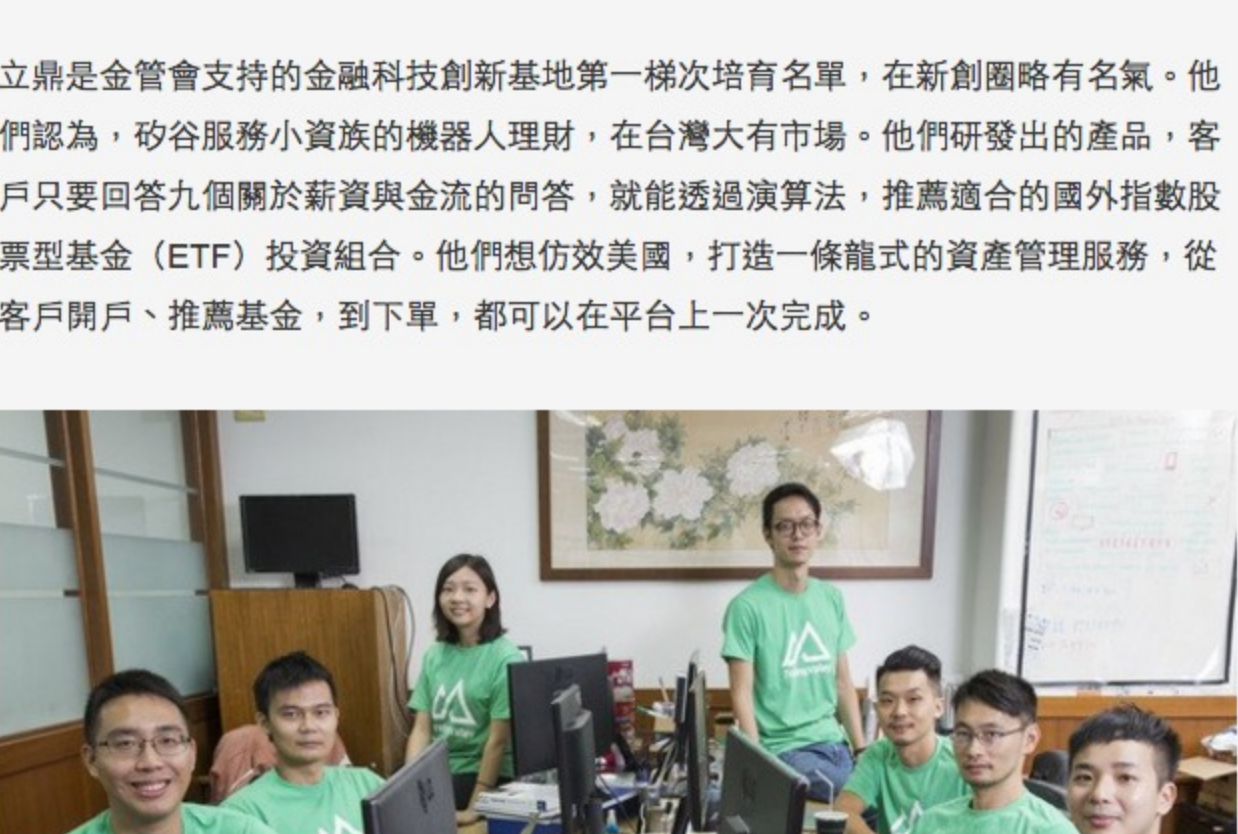 立鼎是金管會支持的金融科技創新基地第一梯次培育名單，在新創圈略有名氣。他
們認為，矽谷服務小資族的機器人理財，在台灣大有市場。他們研發出的產品，客
戶只要回答九個關於薪資與金流的問答，就能透過演算法，推薦適合的國外指數股
票型基金（ETF）投資組合。他們想仿效美國，打造一條龍式的資產管理服務，從
客戶開戶、推薦基金，到下單，都可以在平台上一次完成。